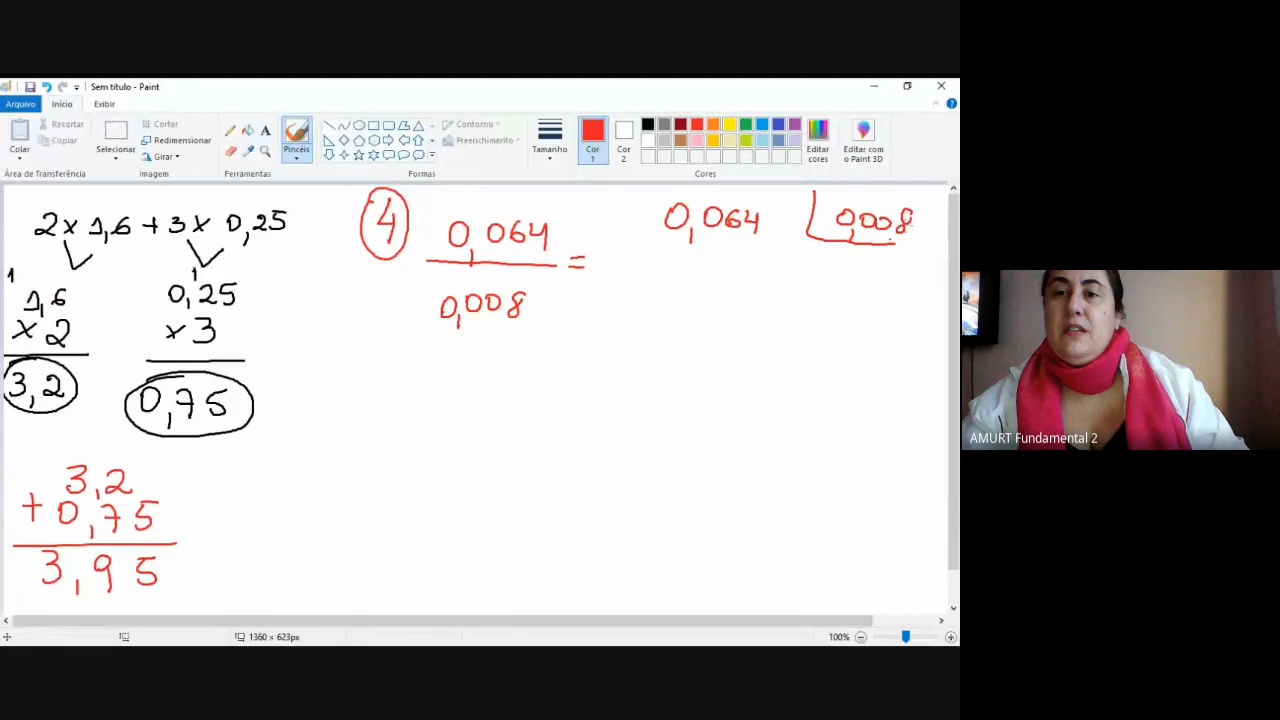 Sem título - Paint
Arquivo Início Exibir
Colar
Recortar
Copiar
Área de Transferência
Selecionar
Cortar
Redimensionar
Girar
Imagem
A
Ferramentas
Pincéis
Contorno
Preenchimento
Formas
Tamanho
Cor 1
Cor 2
Editar cores
Cores
Editar com o Paint 3D
2 x 1,6 + 3 x 0,25
1
1,6
x 2
3,2
1
0,25
x 3
0,75
3,2
+ 0,75
3,95
4
0,064
0,008
=
0,064 0,008
AMURT Fundamental 2
1360 × 623px
100%